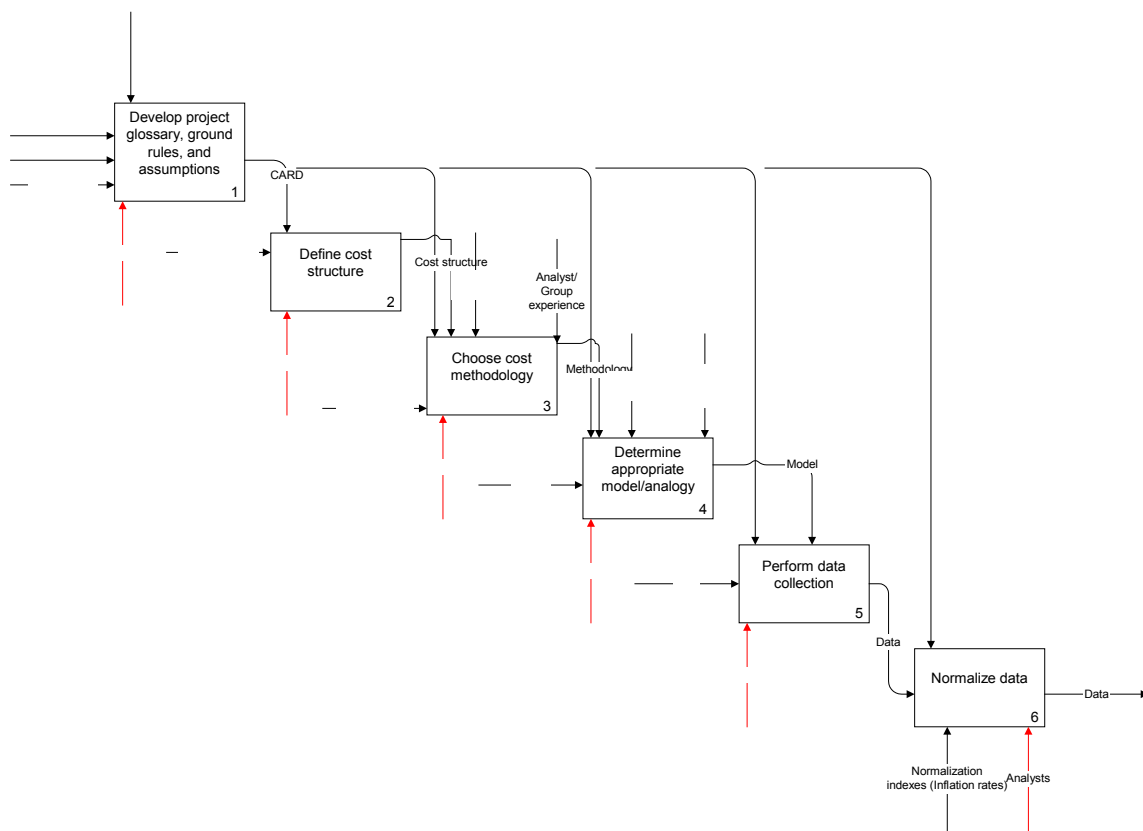 Develop project
glossary, ground
rules, and
assumptions
1
CARD
Define cost
structure
2
Cost structure
Analyst/
Group
experience
Choose cost
methodology
3
Methodology
Determine
appropriate
model/analogy
4
Model
Perform data
collection
5
Data
Normalize data
6
Data
Normalization
indexes (Inflation rates)
Analysts